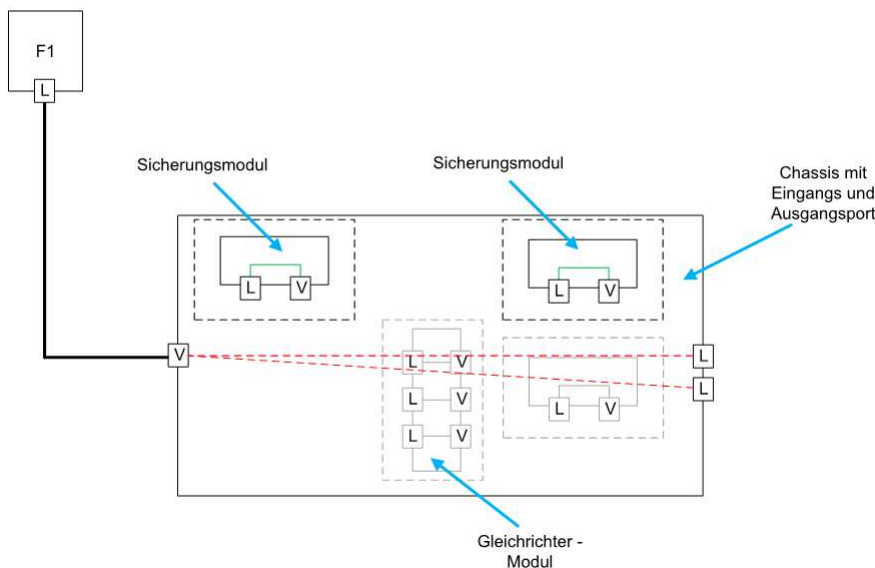 F1
L
Sicherungsmodul
Sicherungsmodul
Chassis mit
Eingangs und
Ausgangsport
L
V
L
V
V
L
V
L
L
L
V
L
V
L
V
Gleichrichter -
Modul